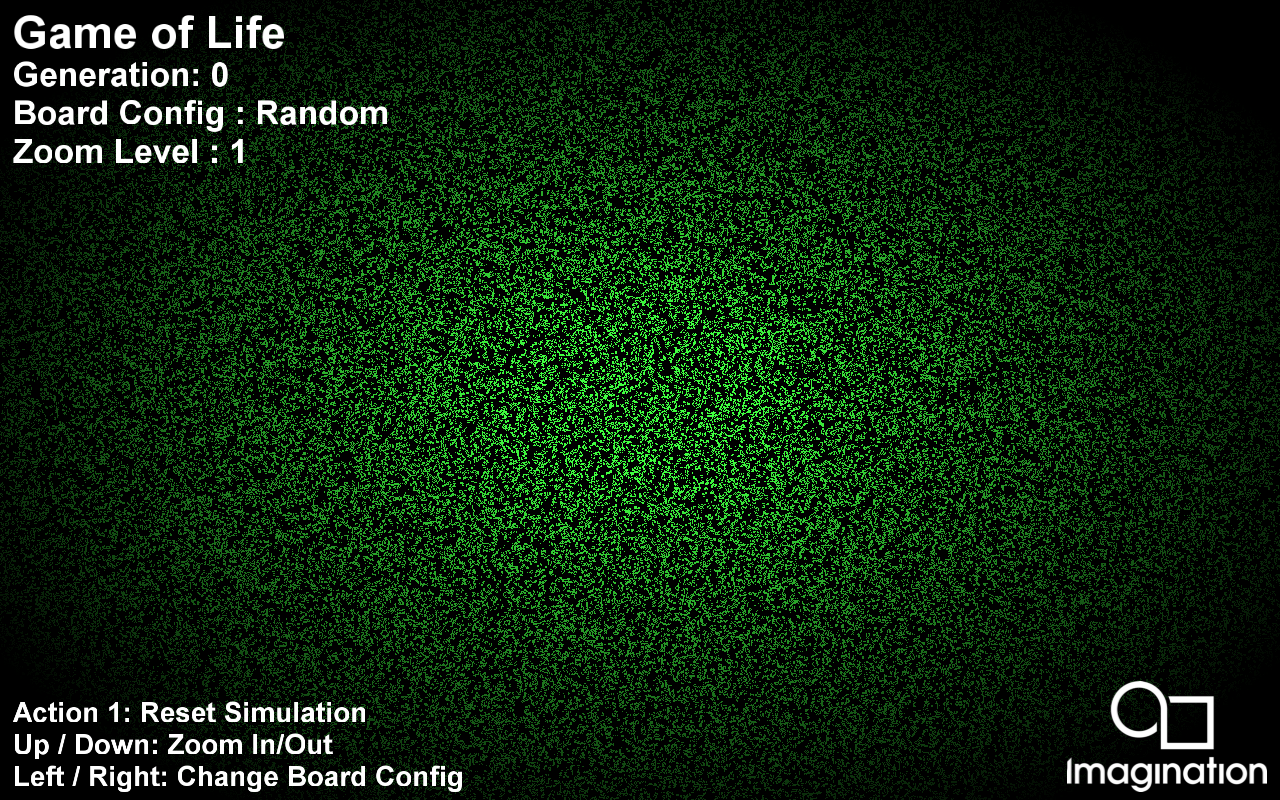 Game of Life
Generation: 0
Board Config : Random
Zoom Level : 1
Action 1: Reset Simulation
Up / Down: Zoom In/Out
Left / Right: Change Board Config
Imagination